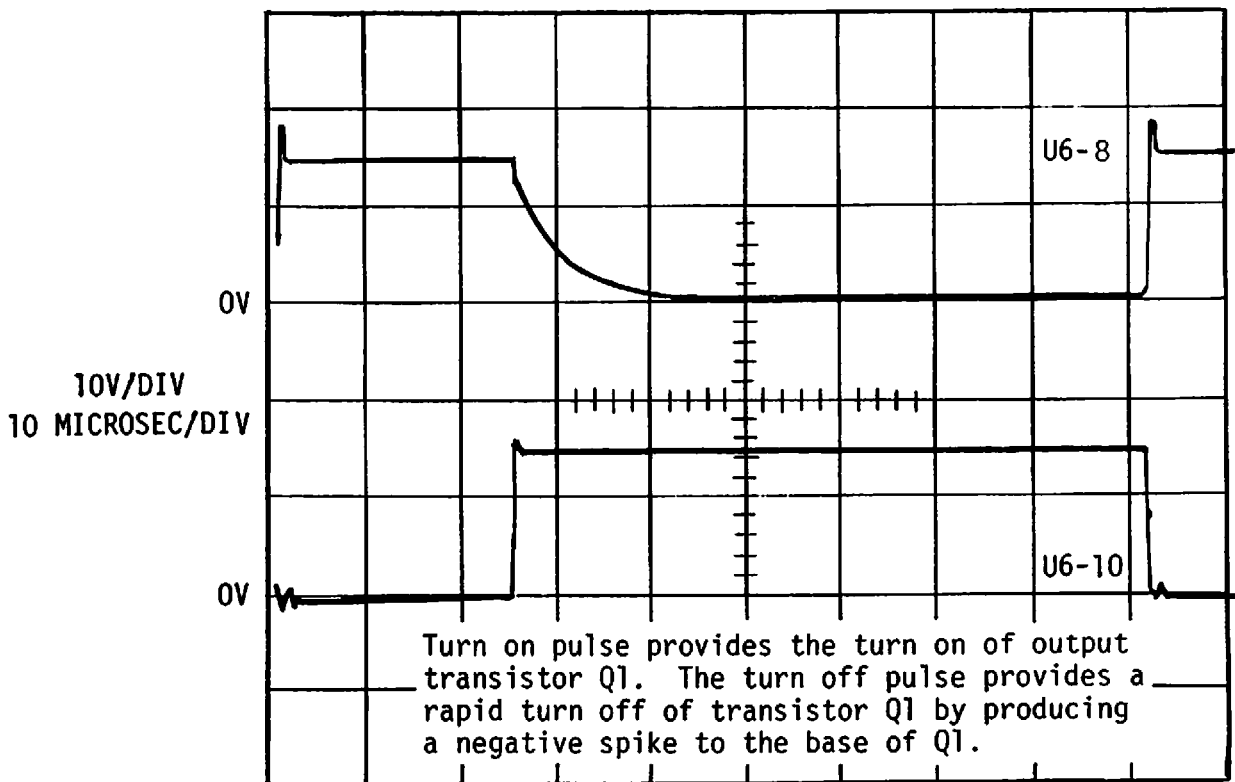 U6-8
0V
10V/DIV
10 MICROSEC/DIV
0V
U6-10
Turn on pulse provides the turn on of output
transistor Q1. The turn off pulse provides a
rapid turn off of transistor Q1 by producing
a negative spike to the base of Q1.